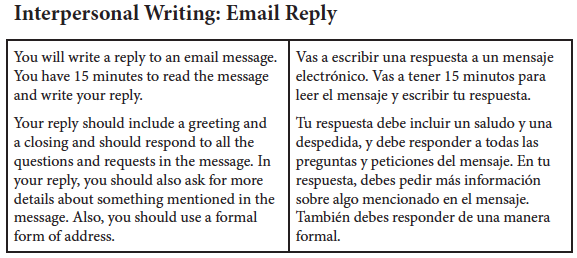 Interpersonal Writing: Email Reply
You will write a reply to an email message.
You have 15 minutes to read the message
and write your reply.
Your reply should include a greeting and
a closing and should respond to all the
questions and requests in the message. In
your reply, you should also ask for more
details about something mentioned in the
message. Also, you should use a formal
form of address.
Vas a escribir una respuesta a un mensaje
electrónico. Vas a tener 15 minutos para
leer el mensaje y escribir tu respuesta.
Tu respuesta debe incluir un saludo y una
despedida, y debe responder a todas las
preguntas y peticiones del mensaje. En tu
respuesta, debes pedir más información
sobre algo mencionado en el mensaje.
También debes responder de una manera
formal.